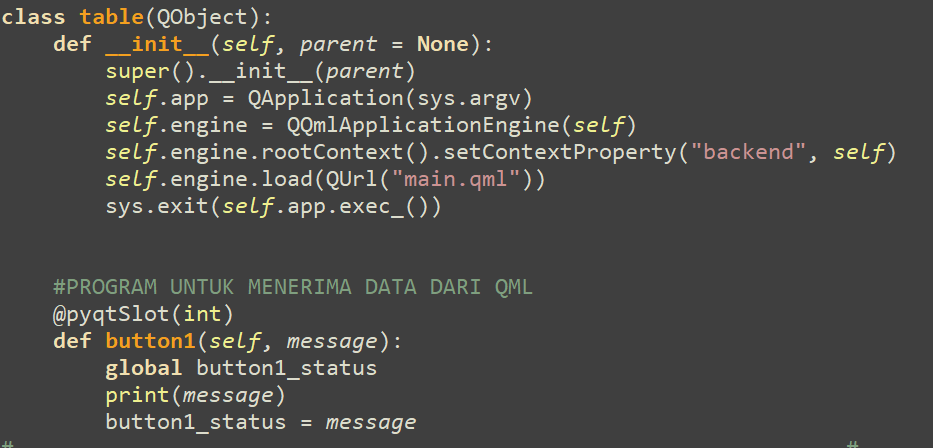 class table(QObject):
    def __init__(self, parent = None):
        super().__init__(parent)
        self.app = QApplication(sys.argv)
        self.engine = QQmlApplicationEngine(self)
        self.engine.rootContext().setContextProperty("backend", self)
        self.engine.load(QUrl("main.qml"))
        sys.exit(self.app.exec_())
    #PROGRAM UNTUK MENERIMA DATA DARI QML
    @pyqtSlot(int)
    def button1(self, message):
        global button1_status
        print(message)
        button1_status = message
#                                                                #